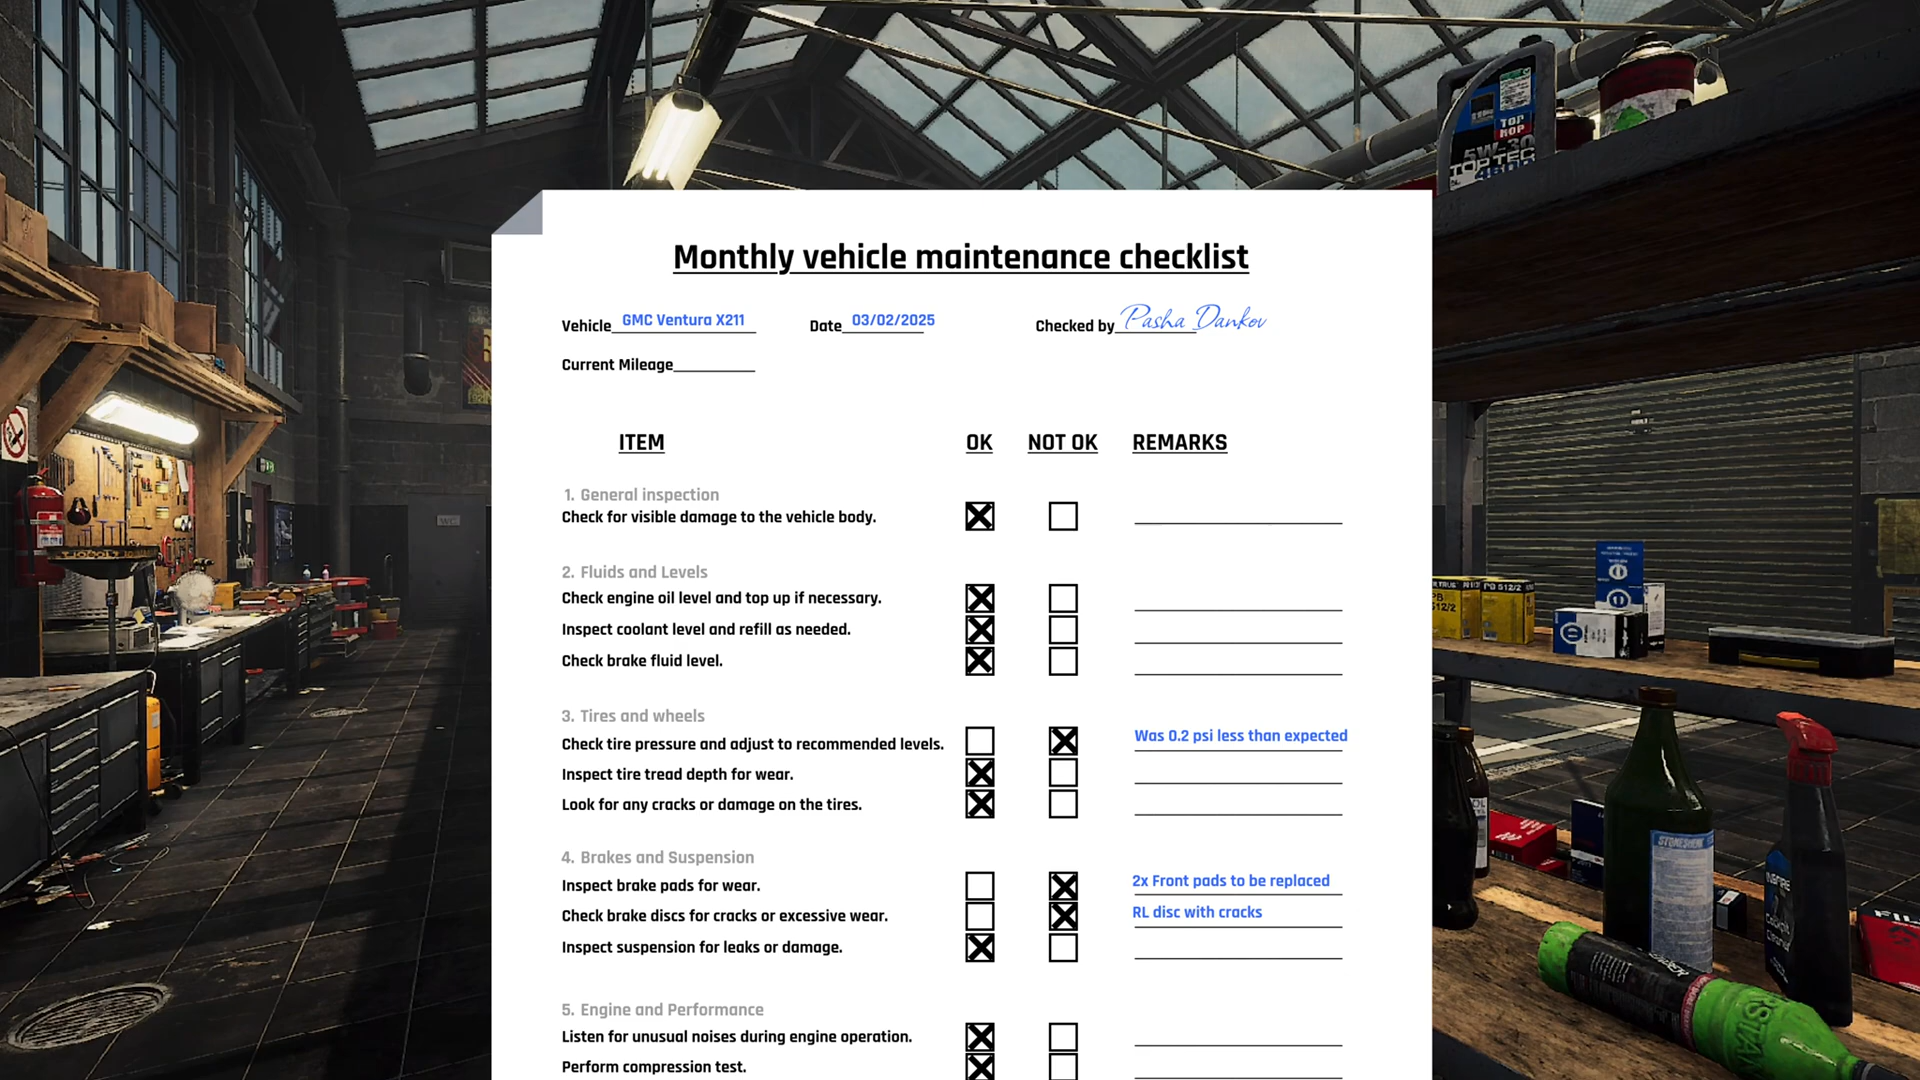 Monthly vehicle maintenance checklist
Vehicle GMC Ventura X211 Date 03/02/2025 Checked by Pasha Dankov
Current Mileage
ITEM OK NOT OK REMARKS
1. General inspection
Check for visible damage to the vehicle body.
2. Fluids and Levels
Check engine oil level and top up if necessary.
Inspect coolant level and refill as needed.
Check brake fluid level.
3. Tires and wheels
Check tire pressure and adjust to recommended levels. Was 0.2 psi less than expected
Inspect tire tread depth for wear.
Look for any cracks or damage on the tires.
4. Brakes and Suspension
Inspect brake pads for wear. 2x Front pads to be replaced
Check brake discs for cracks or excessive wear. RL disc with cracks
Inspect suspension for leaks or damage.
5. Engine and Performance
Listen for unusual noises during engine operation.
Perform compression test.
5W-30
TOP TEC
WC
Cockpit
Cleaner